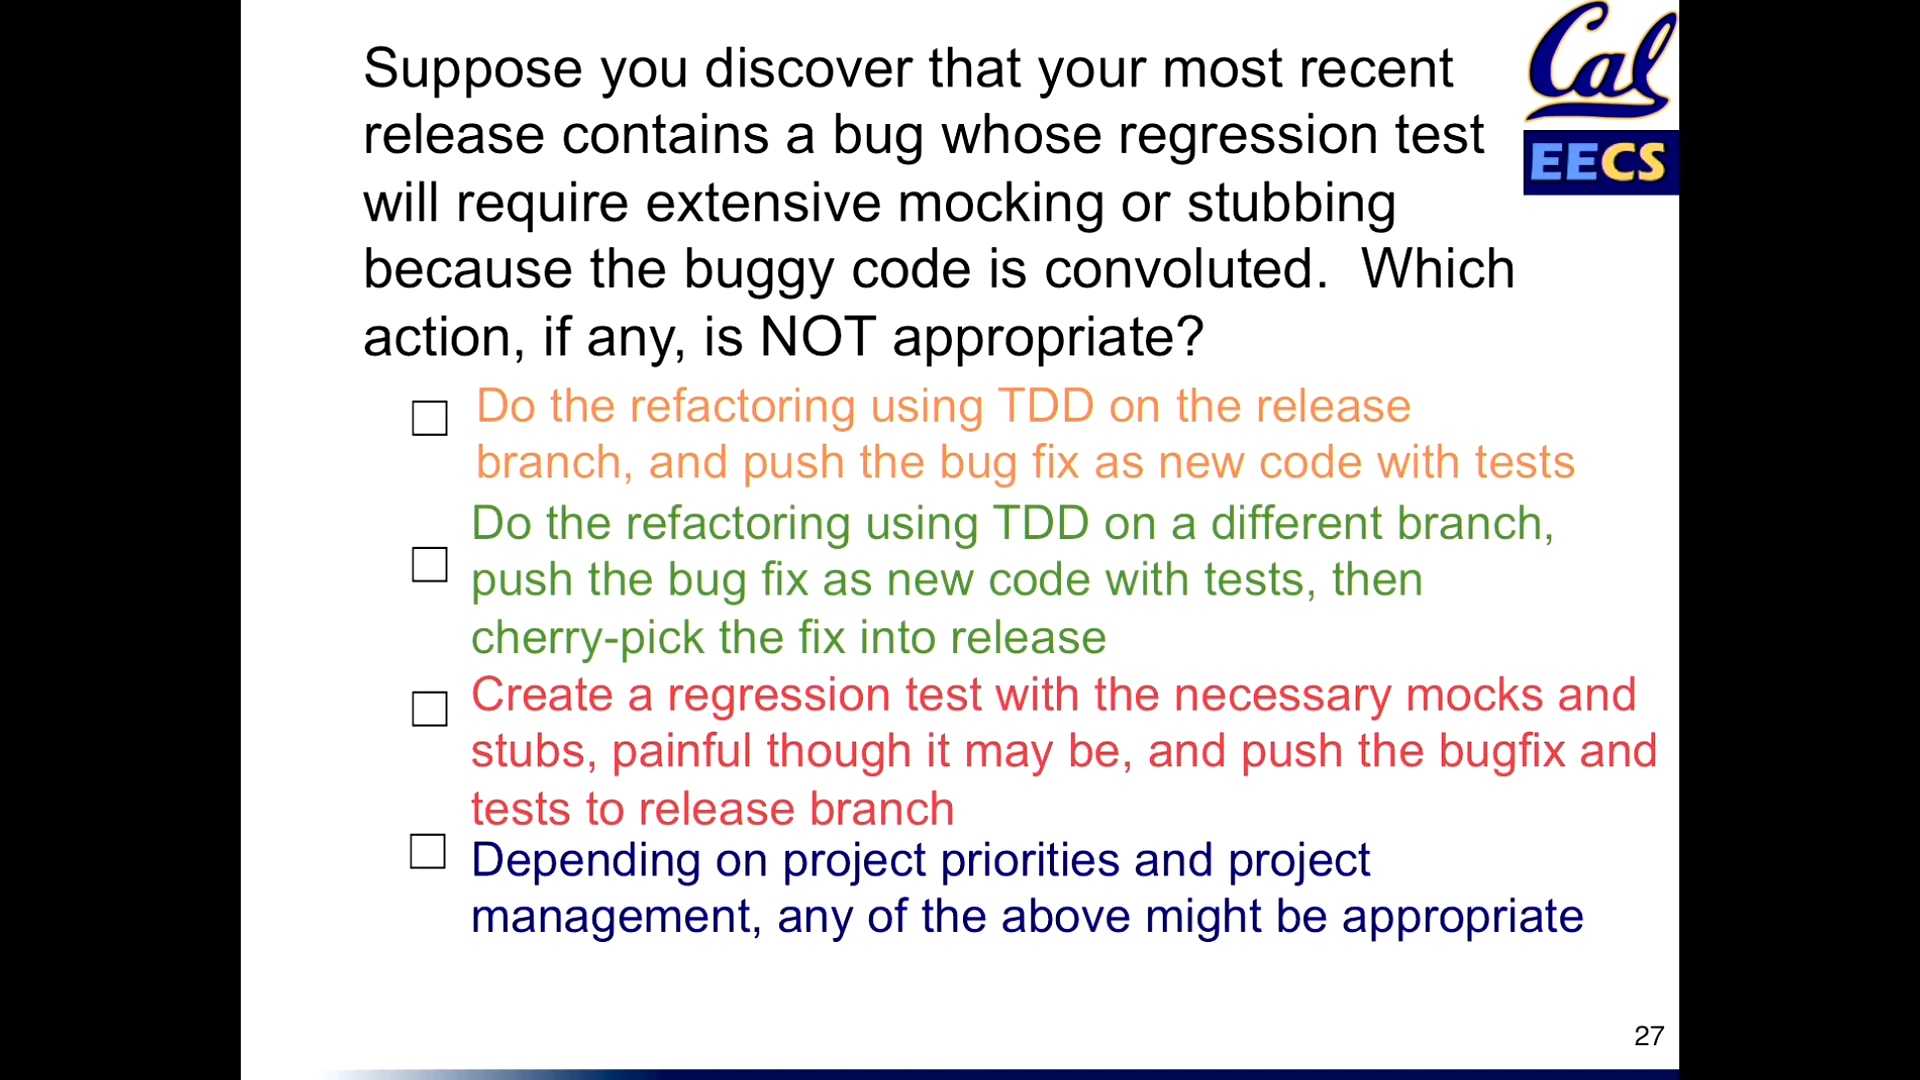 Suppose you discover that your most recent
release contains a bug whose regression test
will require extensive mocking or stubbing
because the buggy code is convoluted.  Which
action, if any, is NOT appropriate?
Cal
EECS
Do the refactoring using TDD on the release
branch, and push the bug fix as new code with tests
Do the refactoring using TDD on a different branch,
push the bug fix as new code with tests, then
cherry-pick the fix into release
Create a regression test with the necessary mocks and
stubs, painful though it may be, and push the bugfix and
tests to release branch
Depending on project priorities and project
management, any of the above might be appropriate
27